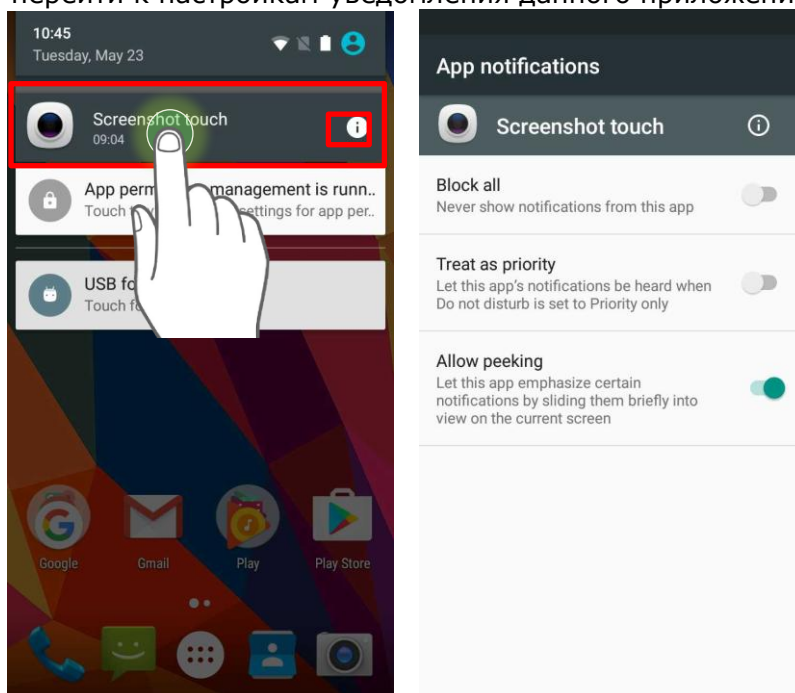 перейти к настройкам уведомления данного приложени
10:45
Tuesday, May 23
Screenshot touch
09:04
App perm management is runn..
Touch settings for app per..
USB fo
Touch fo
Google
Gmail
Play
Play Store
App notifications
Screenshot touch
Block all
Never show notifications from this app
Treat as priority
Let this app's notifications be heard when
Do not disturb is set to Priority only
Allow peeking
Let this app emphasize certain
notifications by sliding them briefly into
view on the current screen